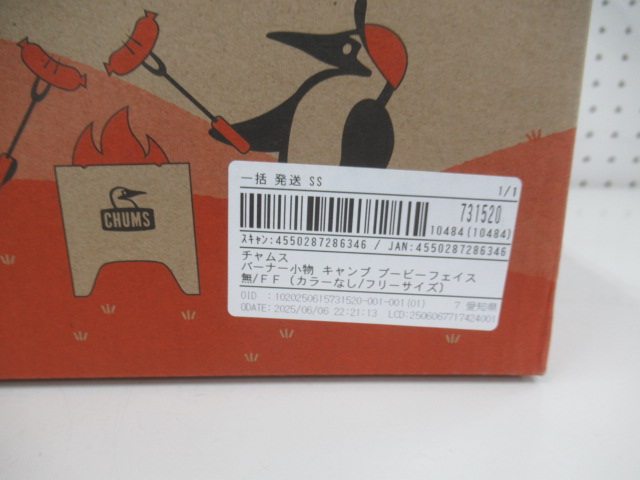 CHUMS
一括 発送 SS
1/1
731520
10484(10484)
スキャン:4550287286346 / JAN:4550287286346
チャムス
バーナー小物 キャンプ ブービーフェイス
無/FF (カラーなし/フリーサイズ)
OID :1020250615731520-001-001(01) 7 愛知県
ODATE: 2025/06/06 22:21:13 LCD:2506067717424001